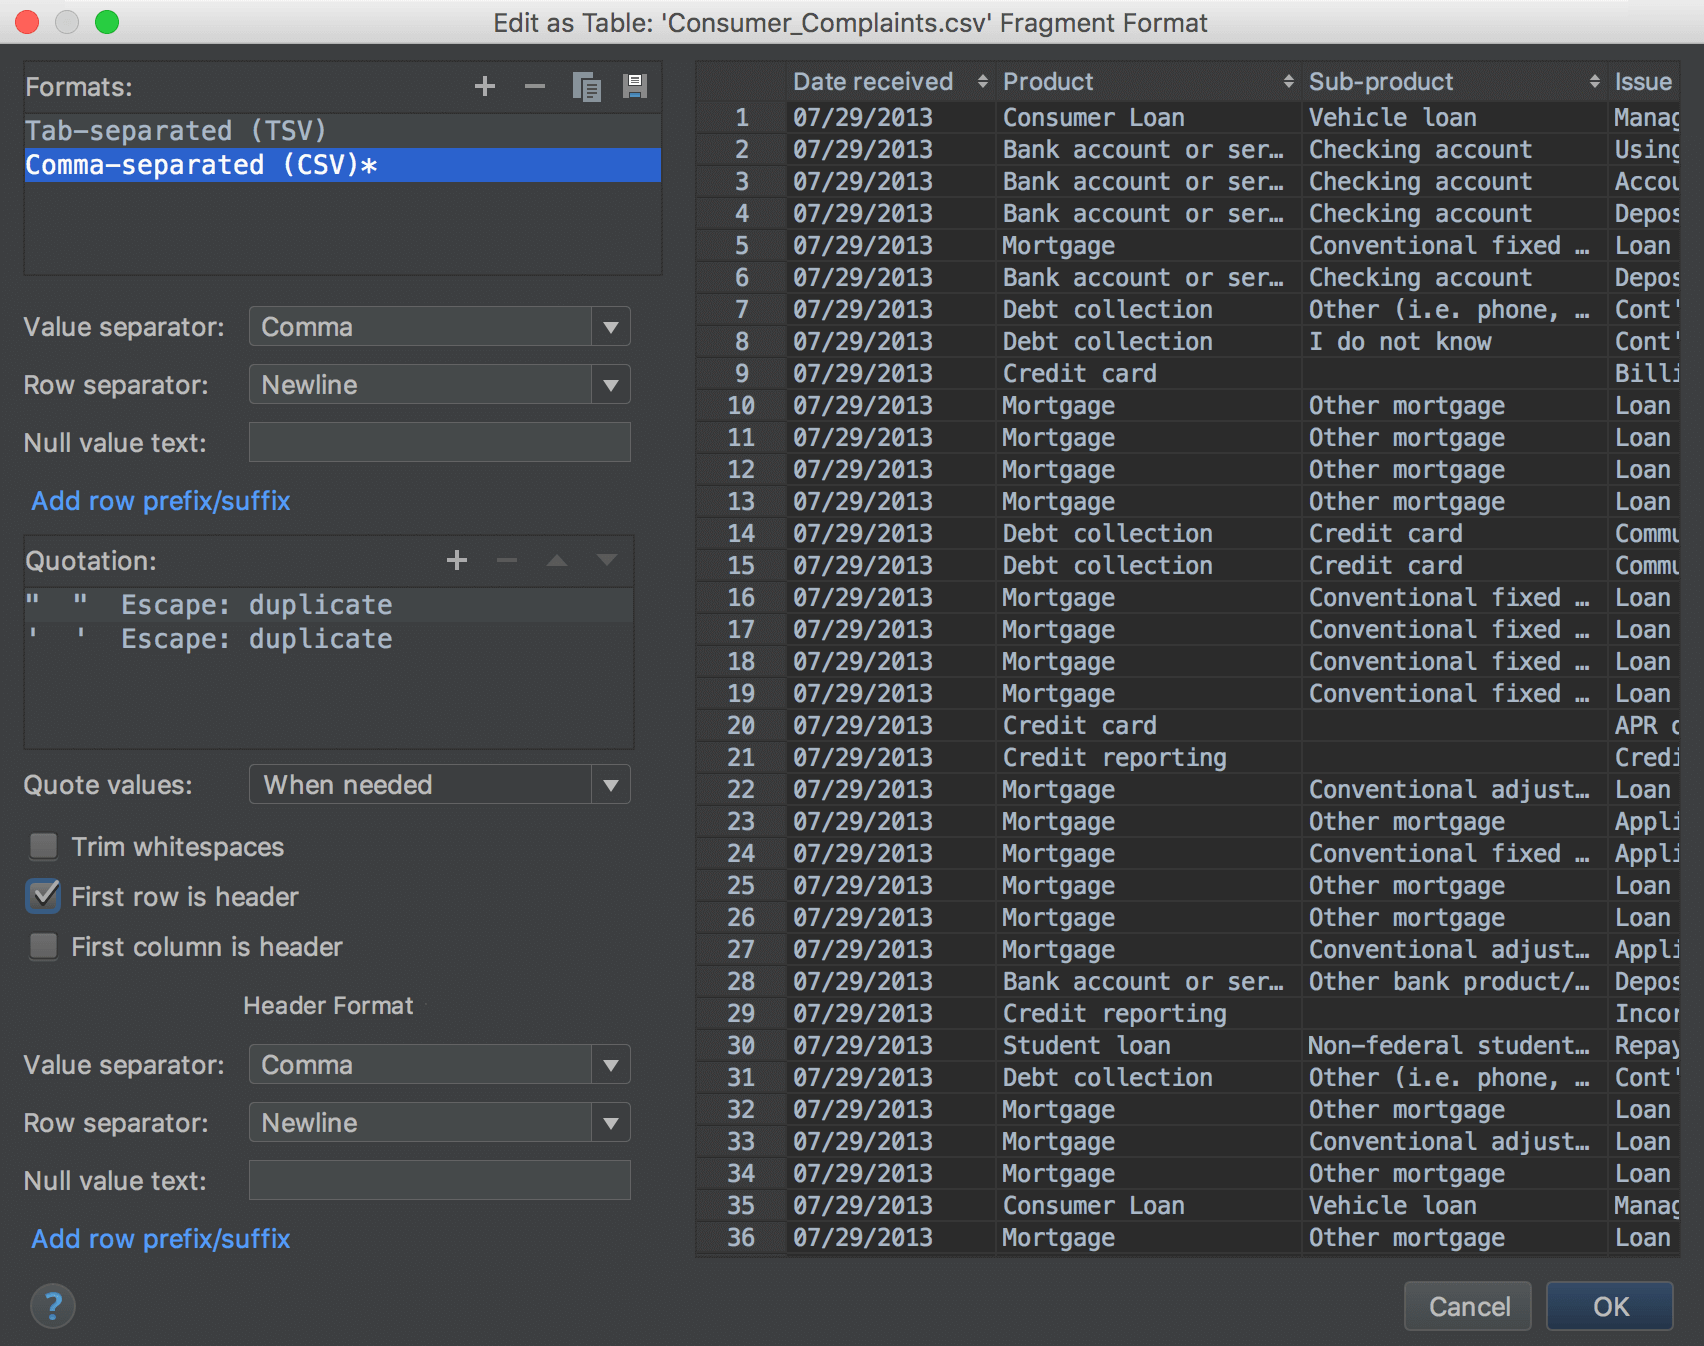 Edit as Table: 'Consumer_Complaints.csv' Fragment Format
Formats:
Tab-separated (TSV)
Comma-separated (CSV)*
Value separator: Comma
Row separator: Newline
Null value text:
Add row prefix/suffix
Quotation:
" " Escape: duplicate
' ' Escape: duplicate
Quote values: When needed
Trim whitespaces
First row is header
First column is header
Header Format
Value separator: Comma
Row separator: Newline
Null value text:
Add row prefix/suffix
?
Date received Product Sub-product Issue
1 07/29/2013 Consumer Loan Vehicle loan Manag
2 07/29/2013 Bank account or ser… Checking account Using
3 07/29/2013 Bank account or ser… Checking account Accou
4 07/29/2013 Bank account or ser… Checking account Depos
5 07/29/2013 Mortgage Conventional fixed … Loan
6 07/29/2013 Bank account or ser… Checking account Depos
7 07/29/2013 Debt collection Other (i.e. phone, … Cont'
8 07/29/2013 Debt collection I do not know Cont'
9 07/29/2013 Credit card Billi
10 07/29/2013 Mortgage Other mortgage Loan
11 07/29/2013 Mortgage Other mortgage Loan
12 07/29/2013 Mortgage Other mortgage Loan
13 07/29/2013 Mortgage Other mortgage Loan
14 07/29/2013 Debt collection Credit card Commu
15 07/29/2013 Debt collection Credit card Commu
16 07/29/2013 Mortgage Conventional fixed … Loan
17 07/29/2013 Mortgage Conventional fixed … Loan
18 07/29/2013 Mortgage Conventional fixed … Loan
19 07/29/2013 Mortgage Conventional fixed … Loan
20 07/29/2013 Credit card APR o
21 07/29/2013 Credit reporting Credi
22 07/29/2013 Mortgage Conventional adjust… Loan
23 07/29/2013 Mortgage Other mortgage Appli
24 07/29/2013 Mortgage Conventional fixed … Appli
25 07/29/2013 Mortgage Other mortgage Loan
26 07/29/2013 Mortgage Other mortgage Loan
27 07/29/2013 Mortgage Conventional adjust… Appli
28 07/29/2013 Bank account or ser… Other bank product/… Depos
29 07/29/2013 Credit reporting Incor
30 07/29/2013 Student loan Non-federal student… Repay
31 07/29/2013 Debt collection Other (i.e. phone, … Cont'
32 07/29/2013 Mortgage Other mortgage Loan
33 07/29/2013 Mortgage Conventional adjust… Loan
34 07/29/2013 Mortgage Other mortgage Loan
35 07/29/2013 Consumer Loan Vehicle loan Manag
36 07/29/2013 Mortgage Other mortgage Loan
Cancel OK